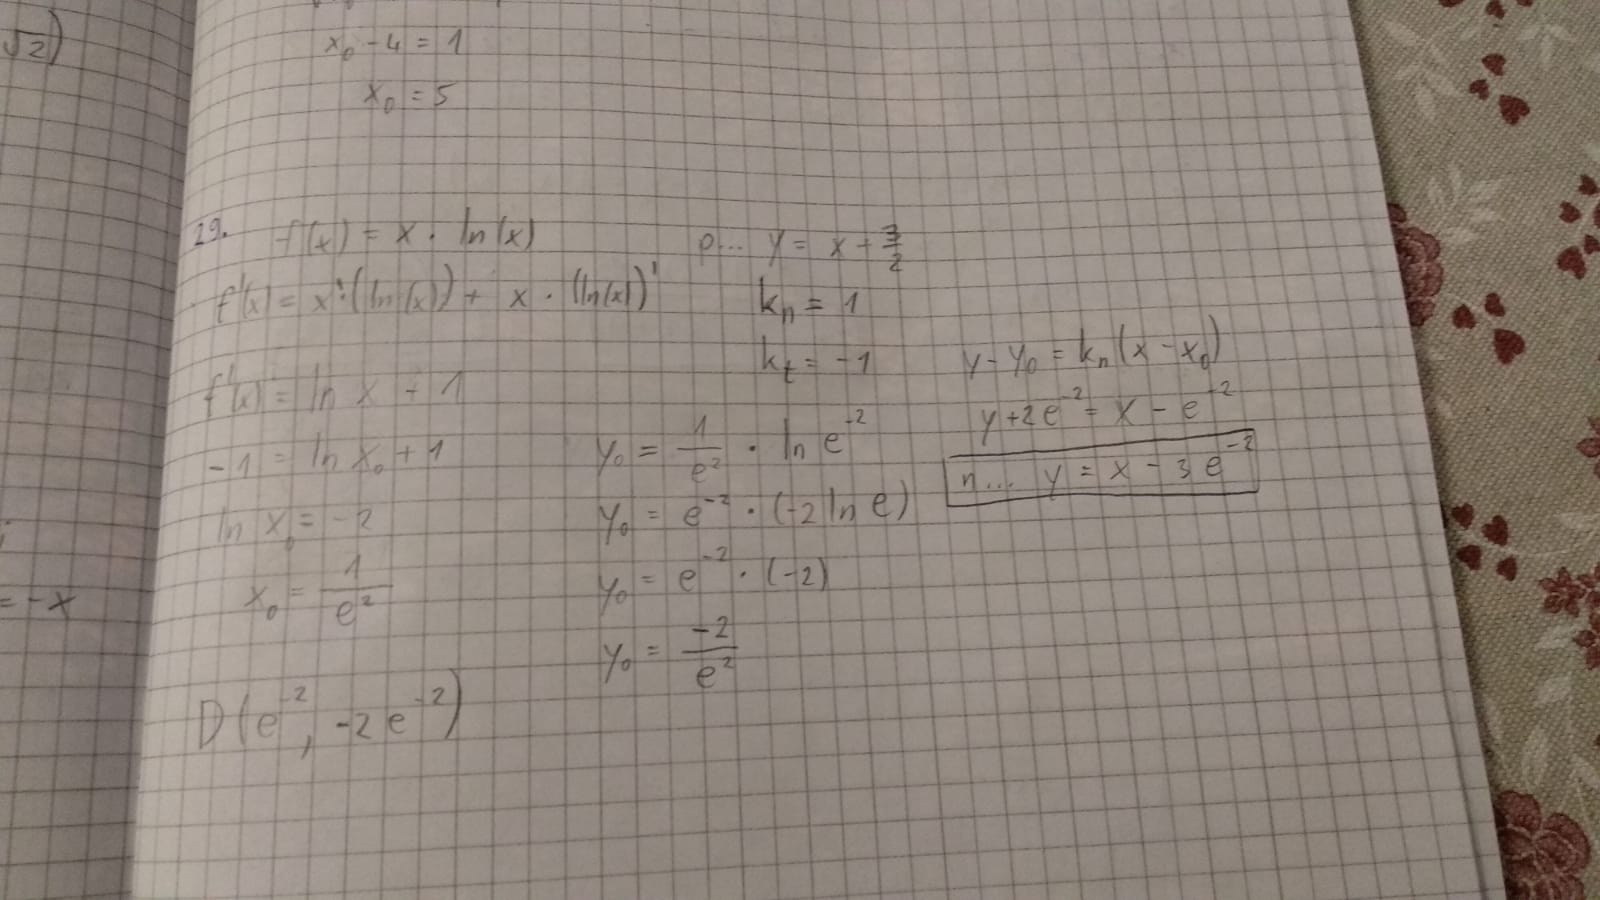 √2)
= -x
x₀ - 4 = 1
x₀ = 5
29. f(x) = x · ln(x)
f'(x) = x'·(ln(x)) + x · (ln(x))'
f'(x) = ln x + 1
-1 = ln x₀ + 1
ln x₀ = -2
x₀ = 1/e²
D(e⁻², -2e⁻²)
p... y = x + 3/2
kₙ = 1
kₜ = -1
y₀ = 1/e² · ln e⁻²
y₀ = e⁻² · (-2 ln e)
y₀ = e⁻² · (-2)
y₀ = -2/e²
y - y₀ = kₙ(x - x₀)
y + 2e⁻² = x - e⁻²
n... y = x - 3e⁻²